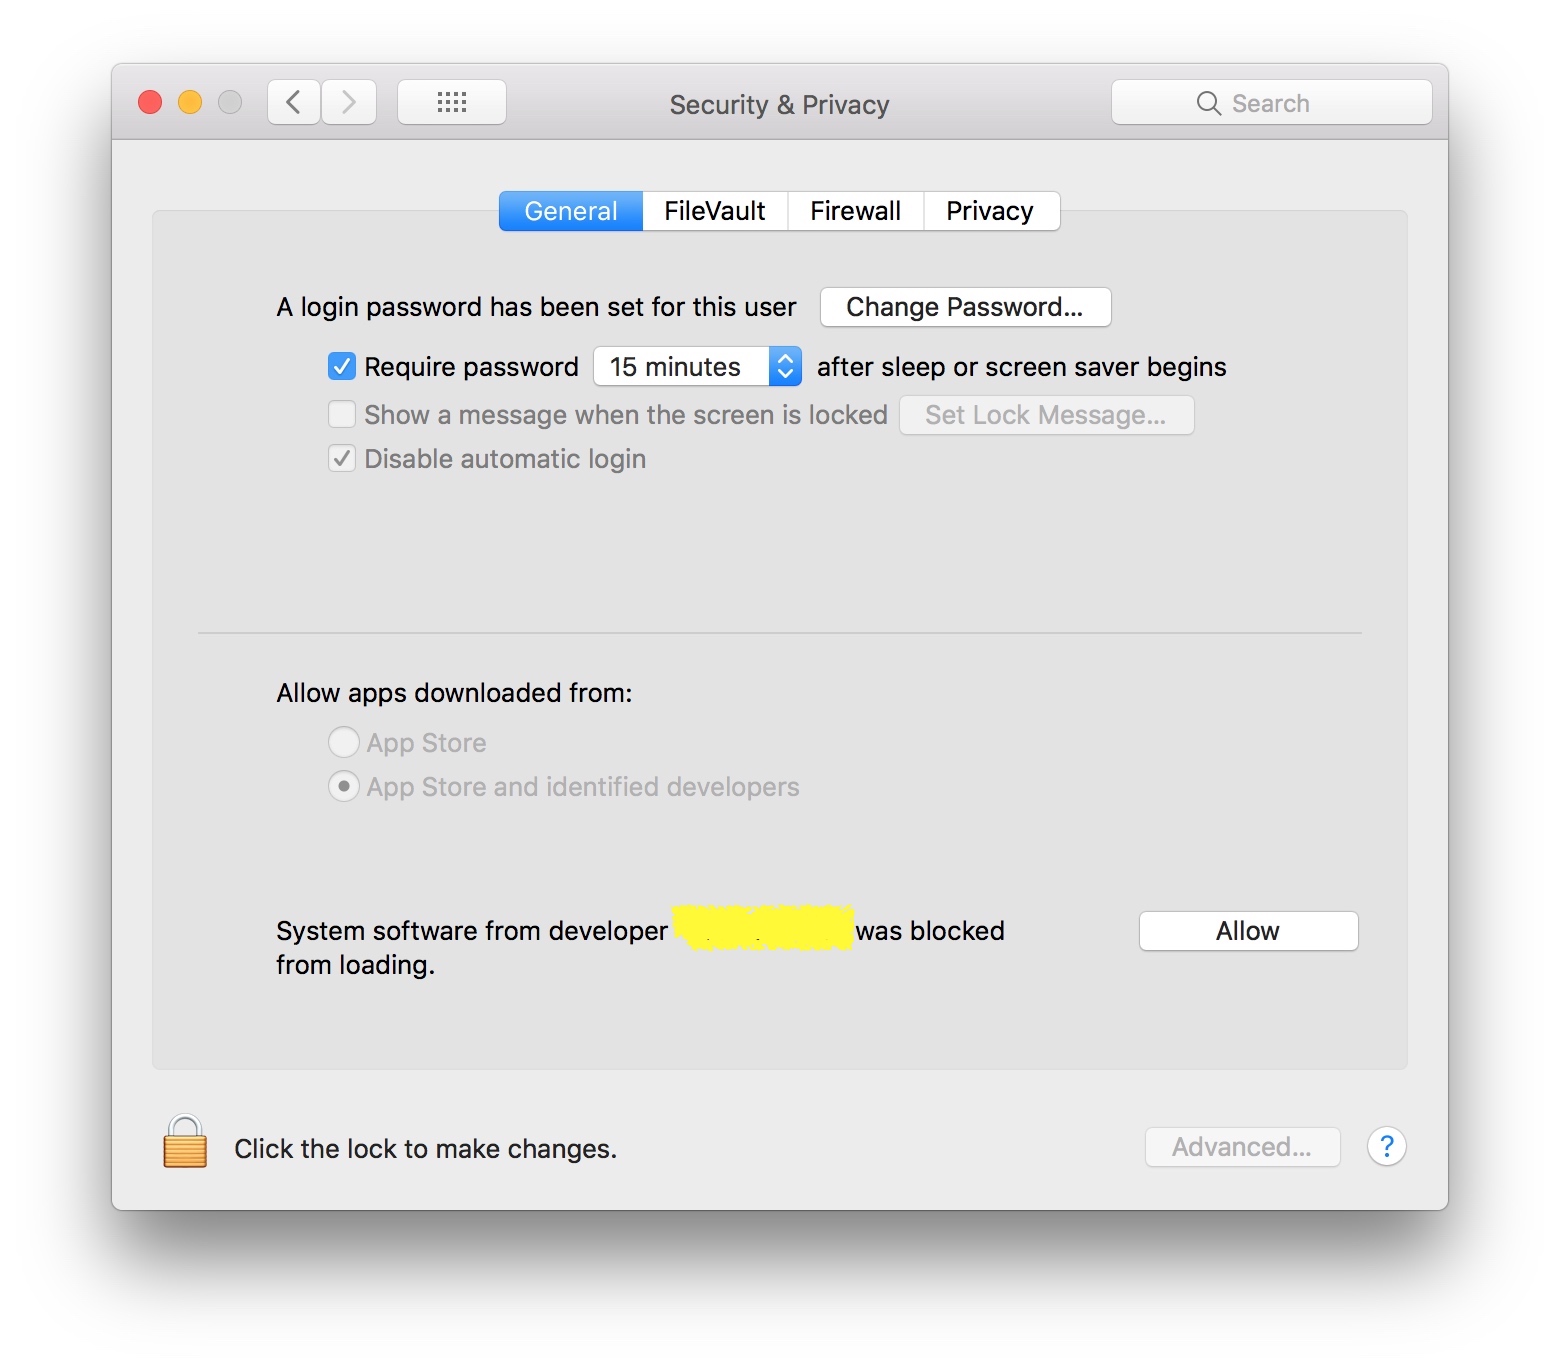 Security & Privacy
Search
General FileVault Firewall Privacy
A login password has been set for this user Change Password...
Require password 15 minutes after sleep or screen saver begins
Show a message when the screen is locked Set Lock Message...
Disable automatic login
Allow apps downloaded from:
App Store
App Store and identified developers
System software from developer was blocked Allow
from loading.
Click the lock to make changes. Advanced... ?